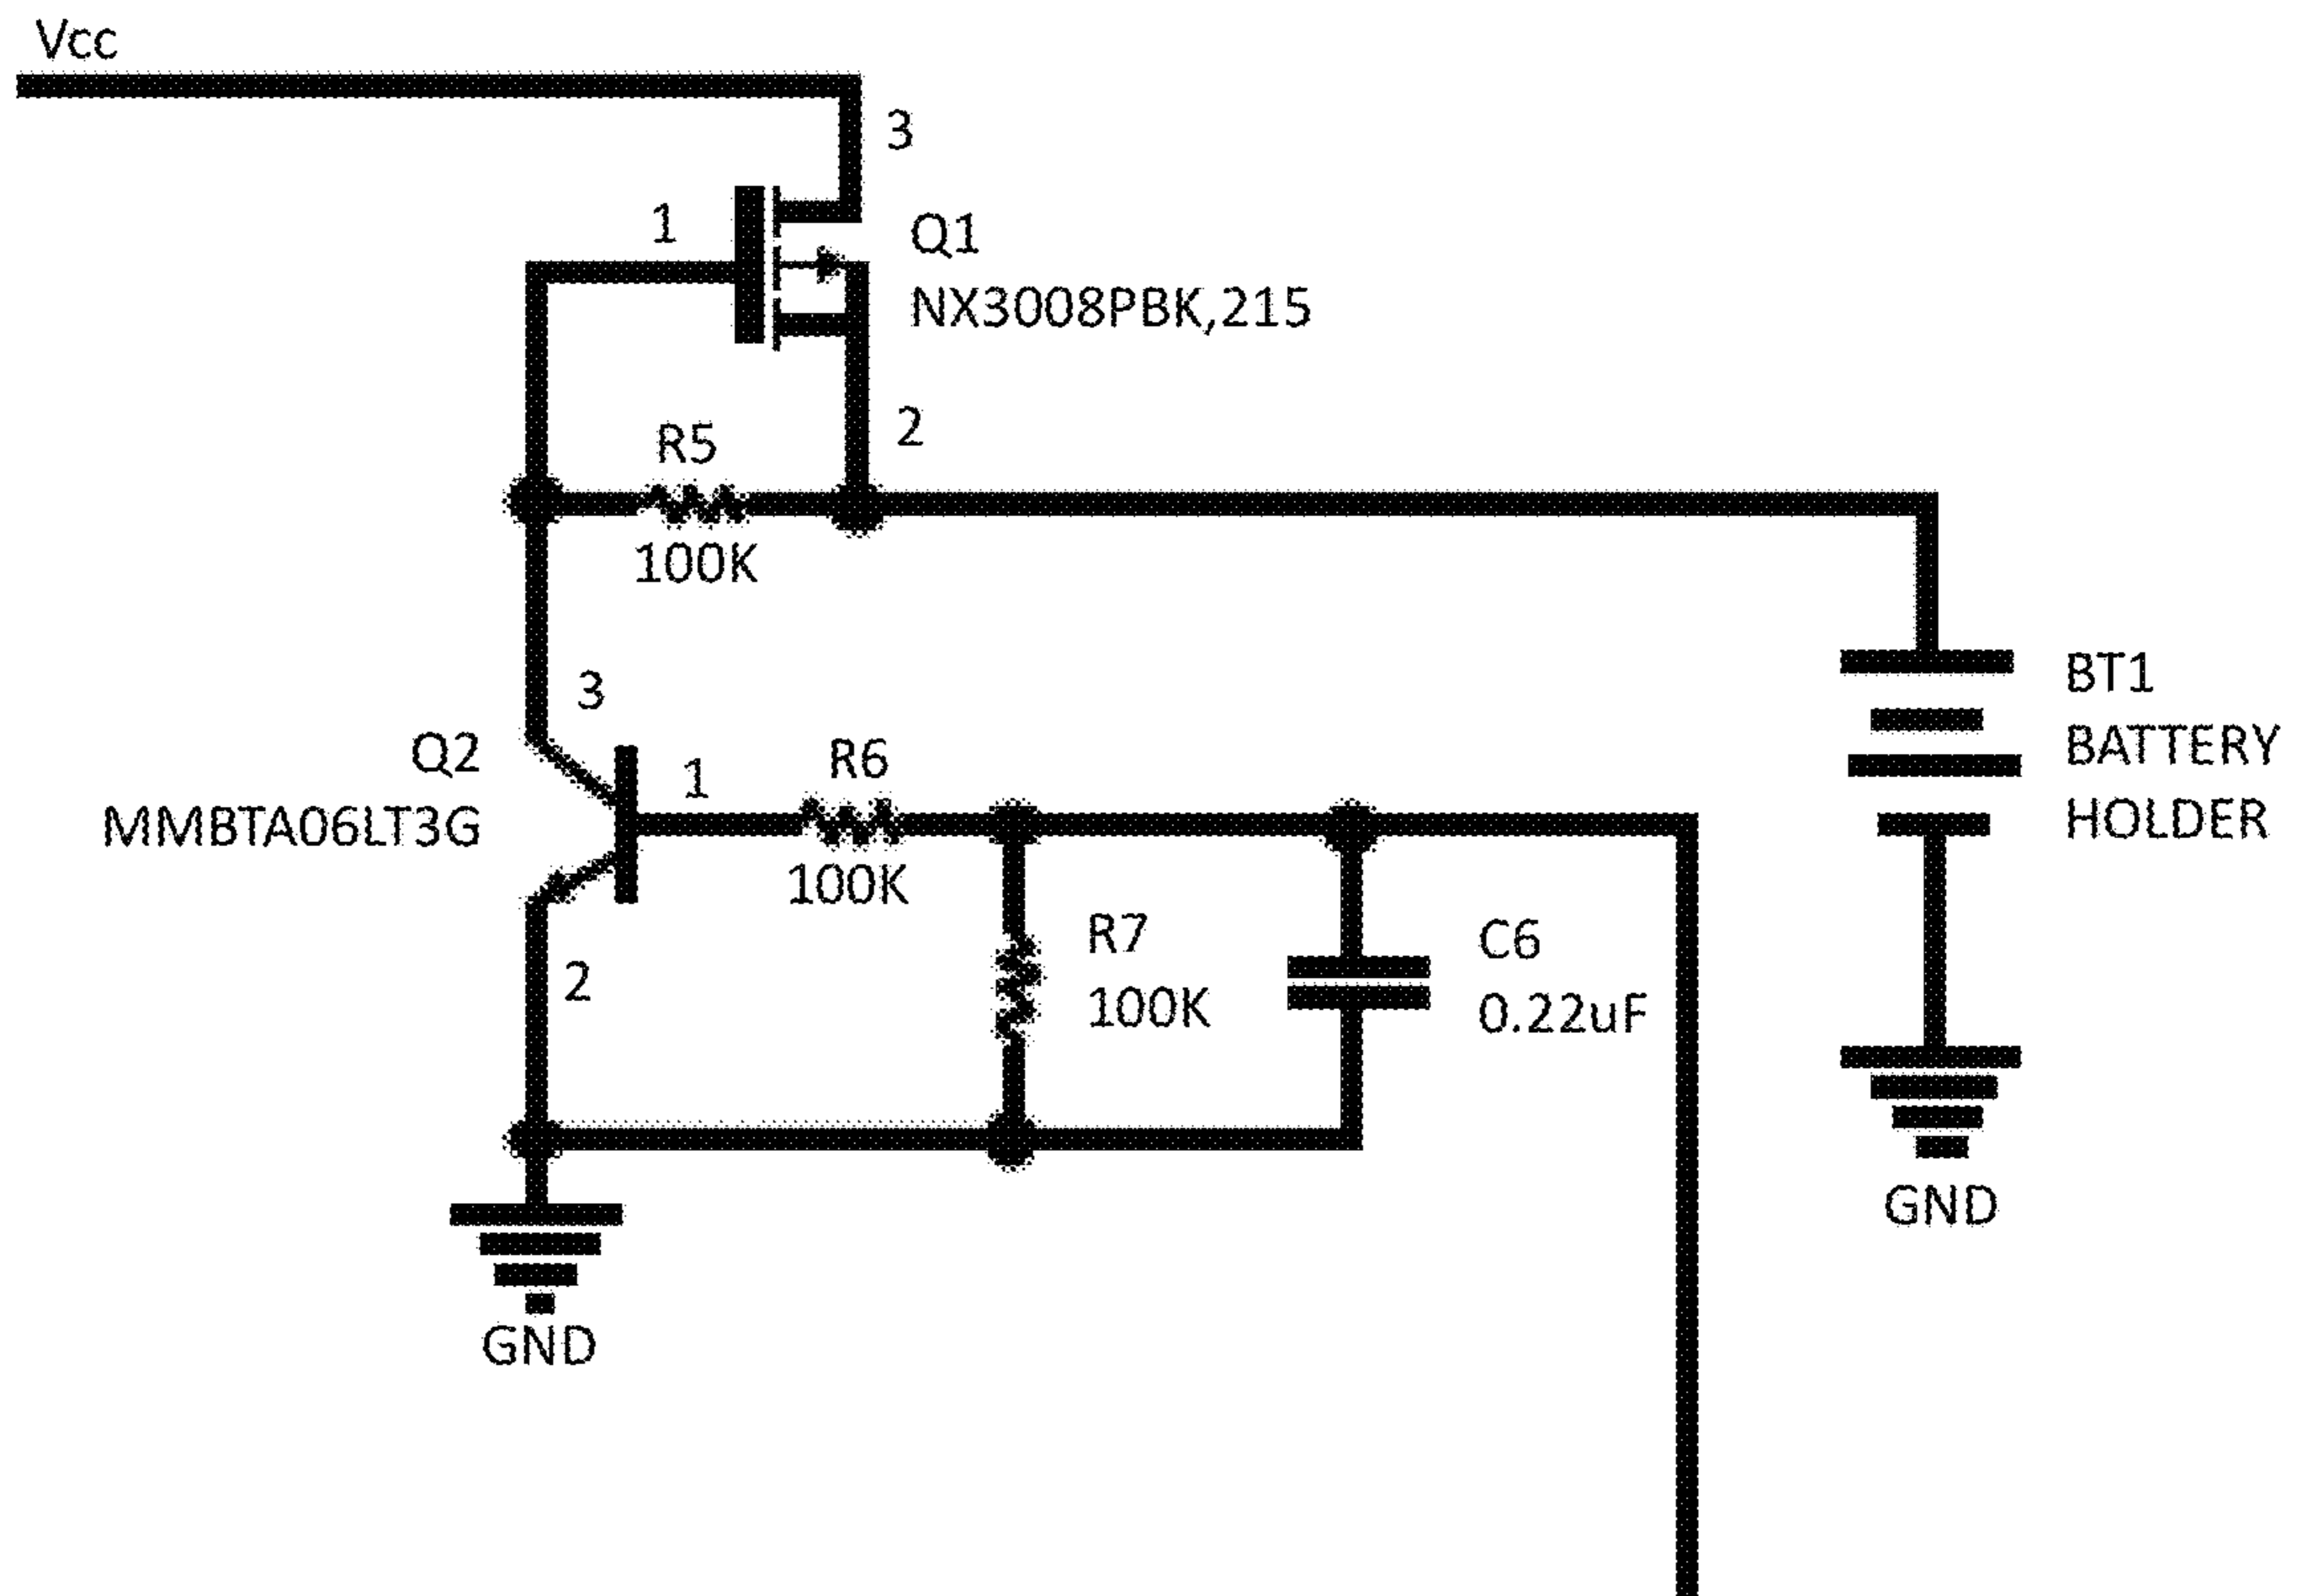 Vcc
3
1
Q1
NX3008PBK,215
2
R5
100K
3
Q2
MMBTA06LT3G
1
R6
100K
BT1
BATTERY
HOLDER
2
R7
100K
C6
0.22uF
GND
GND